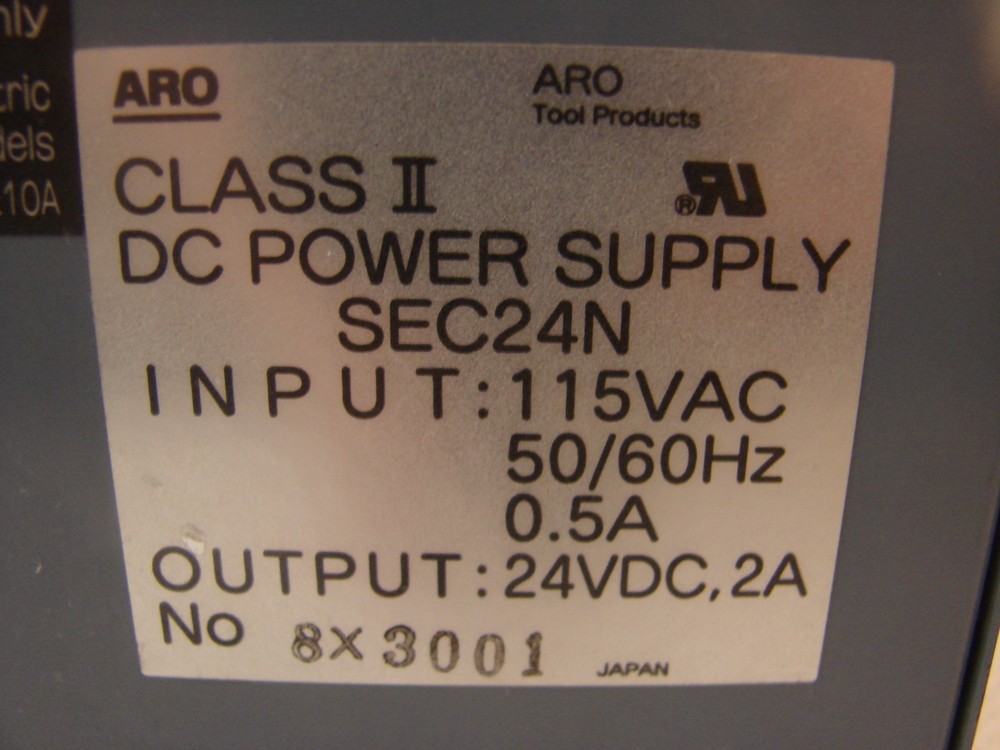 ARO
ARO
Tool Products
CLASS II
DC POWER SUPPLY
SEC24N
INPUT:115VAC
50/60Hz
0.5A
OUTPUT:24VDC,2A
No 8X3001
JAPAN
10A